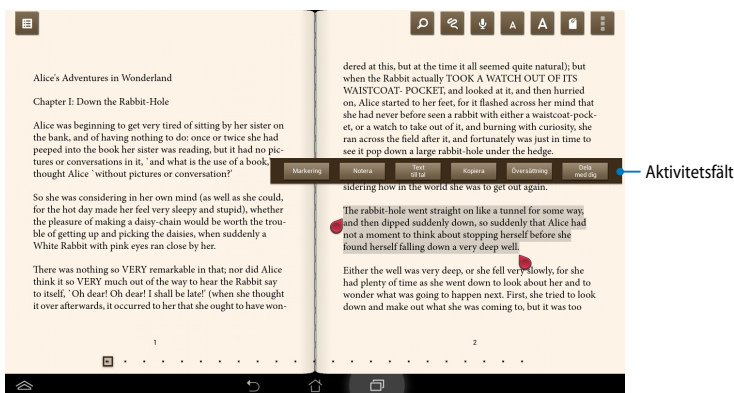 Alice's Adventures in Wonderland
Chapter I: Down the Rabbit-Hole
Alice was beginning to get very tired of sitting by her sister on
the bank, and of having nothing to do: once or twice she had
peeped into the book her sister was reading, but it had no pic-
tures or conversations in it, `and what is the use of a book,'
thought Alice `without pictures or conversation?'
So she was considering in her own mind (as well as she could,
for the hot day made her feel very sleepy and stupid), whether
the pleasure of making a daisy-chain would be worth the trou-
ble of getting up and picking the daisies, when suddenly a
White Rabbit with pink eyes ran close by her.
There was nothing so VERY remarkable in that; nor did Alice
think it so VERY much out of the way to hear the Rabbit say
to itself, `Oh dear! Oh dear! I shall be late!' (when she thought
it over afterwards, it occurred to her that she ought to have won-
1
dered at this, but at the time it all seemed quite natural); but
when the Rabbit actually TOOK A WATCH OUT OF ITS
WAISTCOAT- POCKET, and looked at it, and then hurried
on, Alice started to her feet, for it flashed across her mind that
she had never before seen a rabbit with either a waistcoat-pock-
et, or a watch to take out of it, and burning with curiosity, she
ran across the field after it, and fortunately was just in time to
see it pop down a large rabbit-hole under the hedge.
Markering Notera Text till tal Kopiera Översättning Dela med dig
Aktivitetsfält
sidering how in the world she was to get out again.
The rabbit-hole went straight on like a tunnel for some way,
and then dipped suddenly down, so suddenly that Alice had
not a moment to think about stopping herself before she
found herself falling down a very deep well.
Either the well was very deep, or she fell very slowly, for she
had plenty of time as she went down to look about her and to
wonder what was going to happen next. First, she tried to look
down and make out what she was coming to, but it was too
2